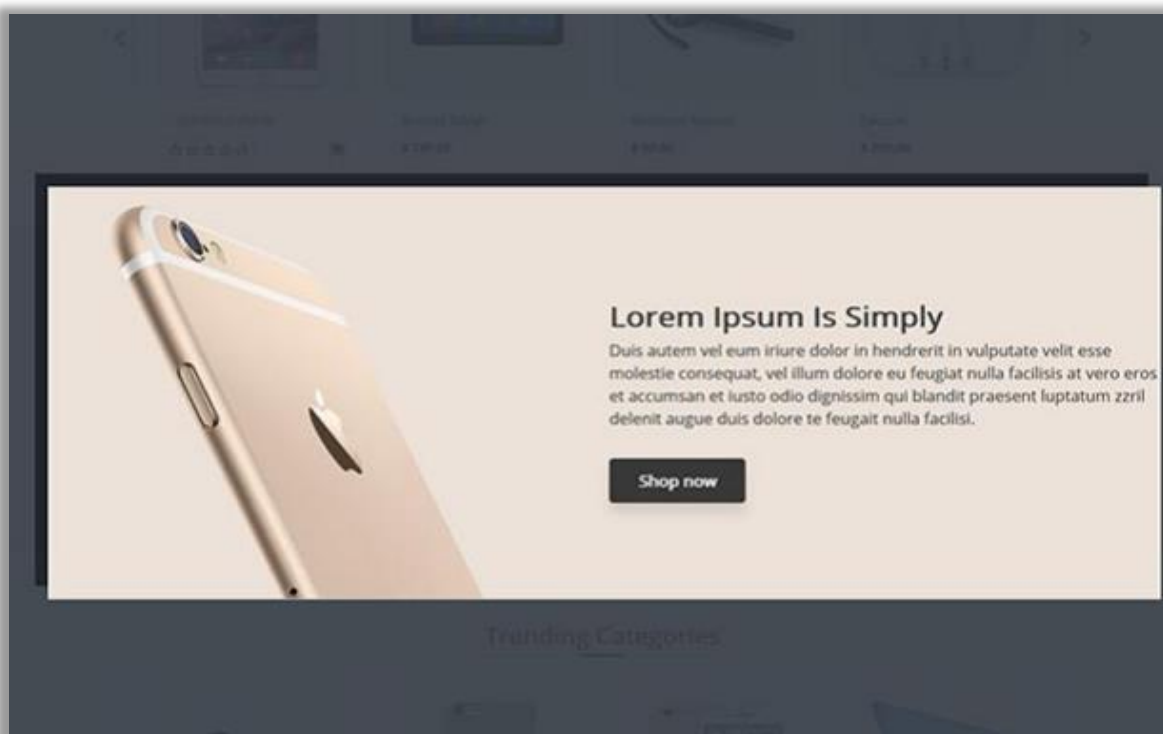 Lorem Ipsum Is Simply
Duis autem vel eum iriure dolor in hendrerit in vulputate velit esse
molestie consequat, vel illum dolore eu feugiat nulla facilisis at vero eros
et accumsan et iusto odio dignissim qui blandit praesent luptatum zzril
delenit augue duis dolore te feugait nulla facilisi.
Shop now
Trending Categories